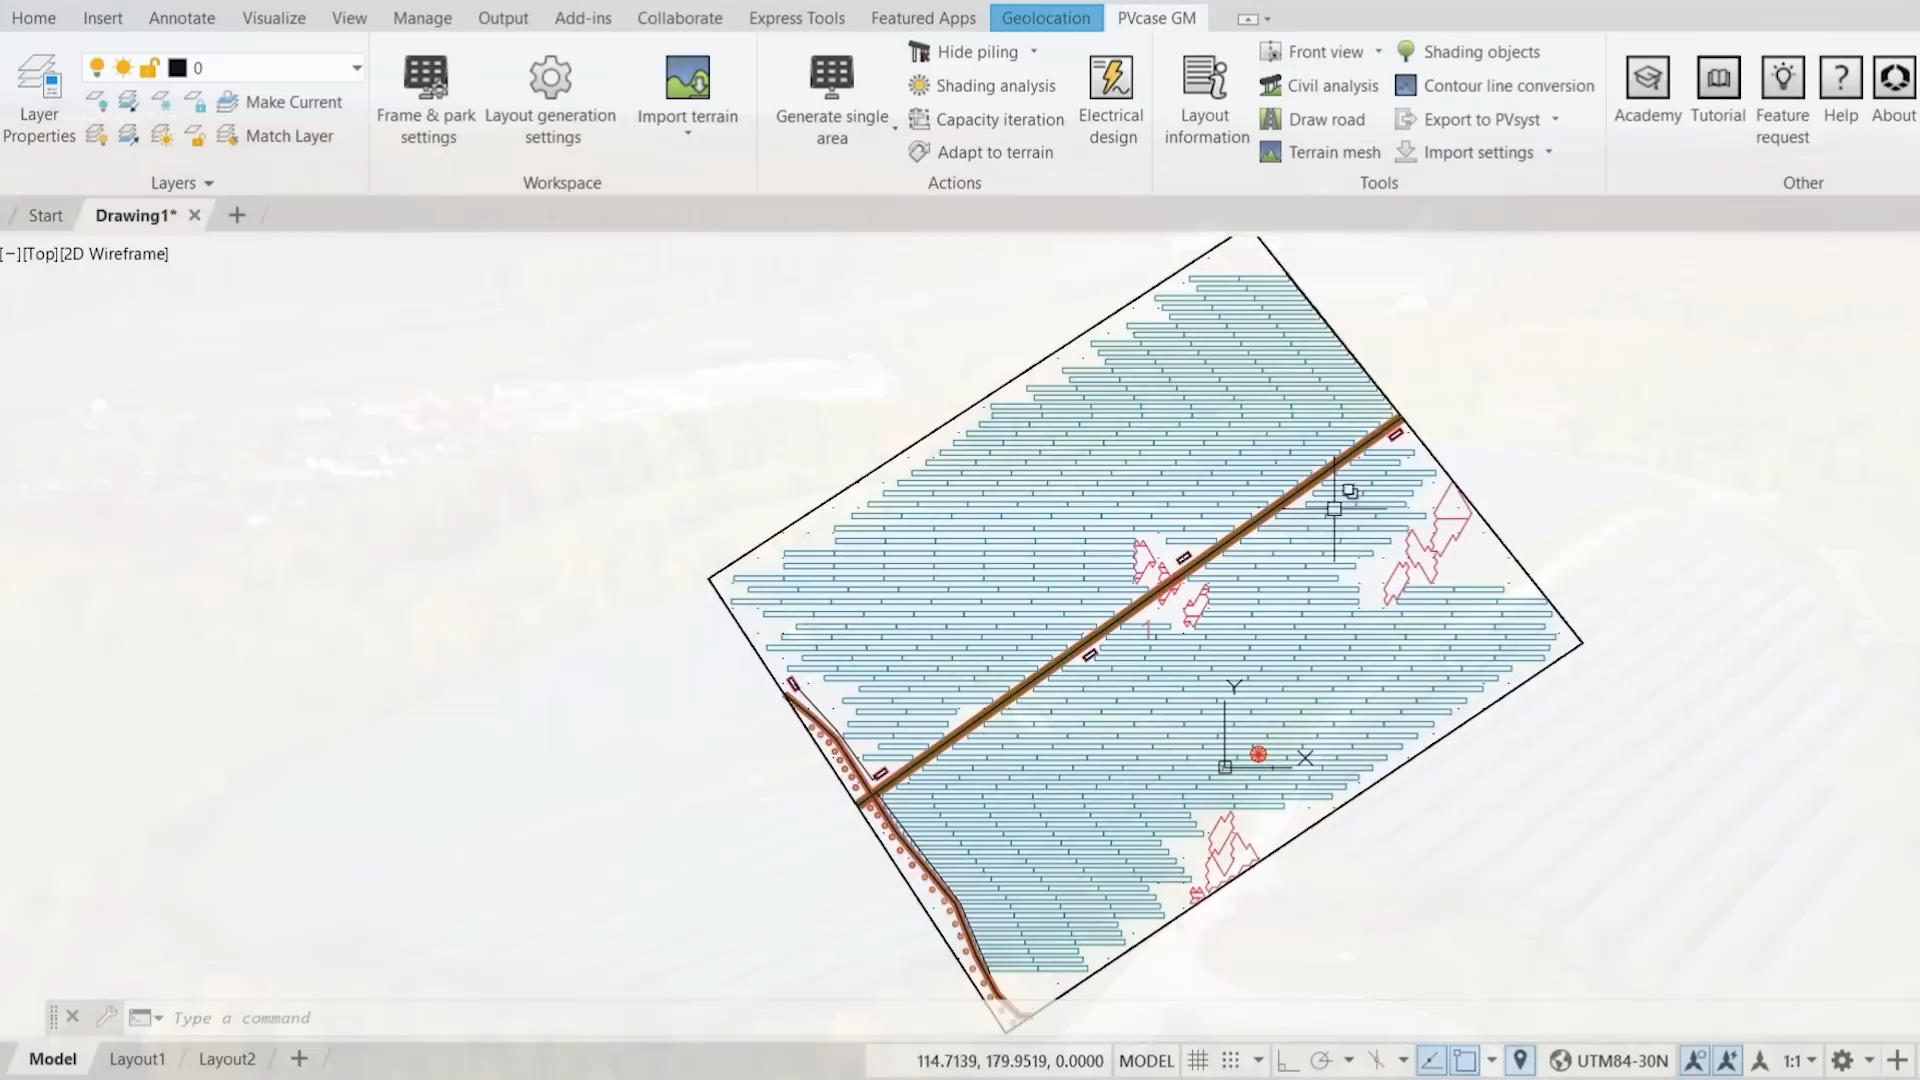 Home Insert Annotate Visualize View Manage Output Add-ins Collaborate Express Tools Featured Apps Geolocation PVcase GM
Layer Properties
0
Make Current
Match Layer
Layers
Frame & park settings
Layout generation settings
Import terrain
Workspace
Generate single area
Hide piling
Shading analysis
Capacity iteration
Adapt to terrain
Electrical design
Actions
Layout information
Front view
Civil analysis
Draw road
Terrain mesh
Shading objects
Contour line conversion
Export to PVsyst
Import settings
Tools
Academy
Tutorial
Feature request
Help
About
Other
Start Drawing1* +
[−][Top][2D Wireframe]
1
Y
X
Type a command
Model Layout1 Layout2 +
114.7139, 179.9519, 0.0000 MODEL UTM84-30N 1:1